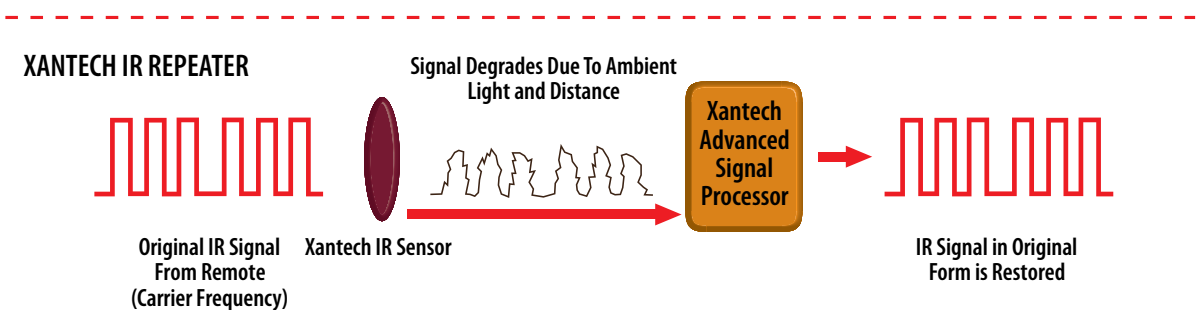 XANTECH IR REPEATER
Signal Degrades Due To Ambient
Light and Distance
Xantech
Advanced
Signal
Processor
Original IR Signal
From Remote
(Carrier Frequency)
Xantech IR Sensor
IR Signal in Original
Form is Restored